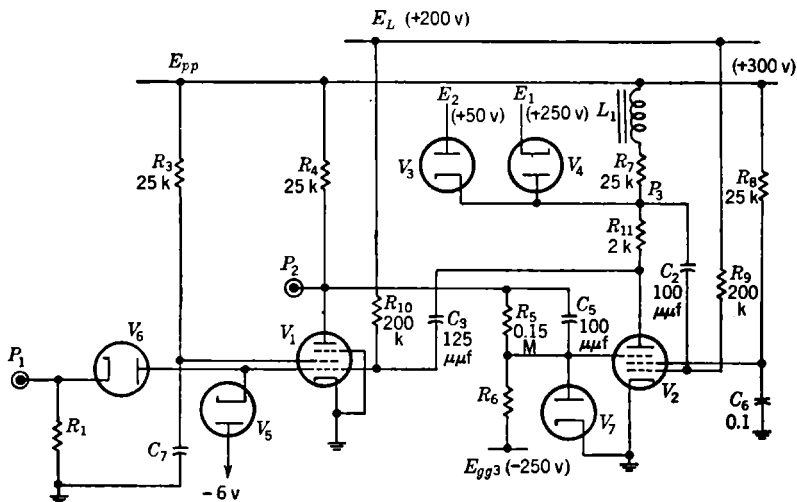 E_L (+200 v)
E_pp
(+300 v)
E_2
(+50 v)
E_1
(+250 v)
L_1
R_3
25 k
R_4
25 k
V_3
V_4
R_7
25 k
P_3
R_8
25 k
R_11
2 k
P_2
R_10
200
k
C_3
125
μμf
C_2
100
μμf
R_9
200
k
V_6
V_1
R_5
0.15
M
C_5
100
μμf
P_1
V_2
R_1
C_7
V_5
R_6
V_7
C_6
0.1
−6 v
E_gg3 (−250 v)